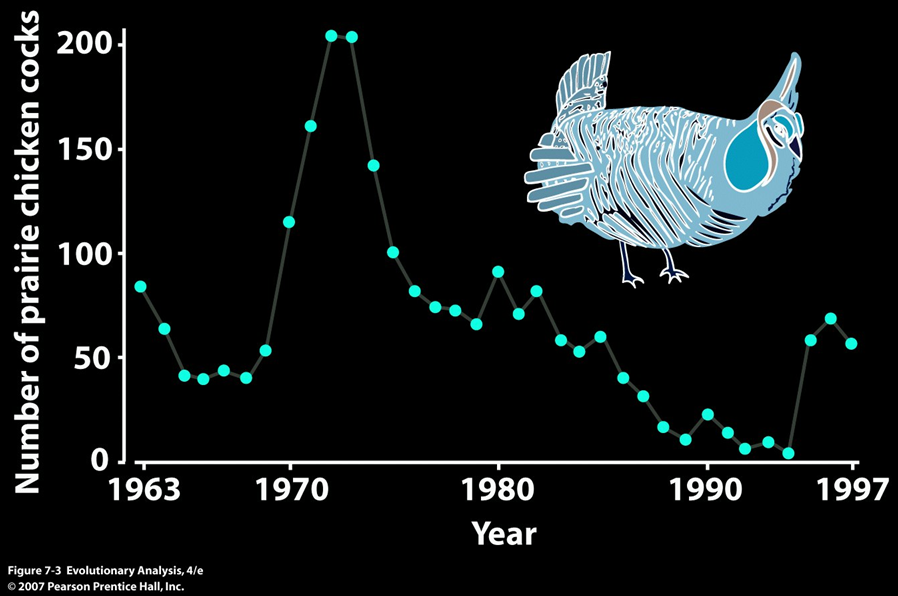 Number of prairie chicken cocks
200
150
100
50
0
1963 1970 1980 1990 1997
Year
Figure 7-3 Evolutionary Analysis, 4/e
© 2007 Pearson Prentice Hall, Inc.